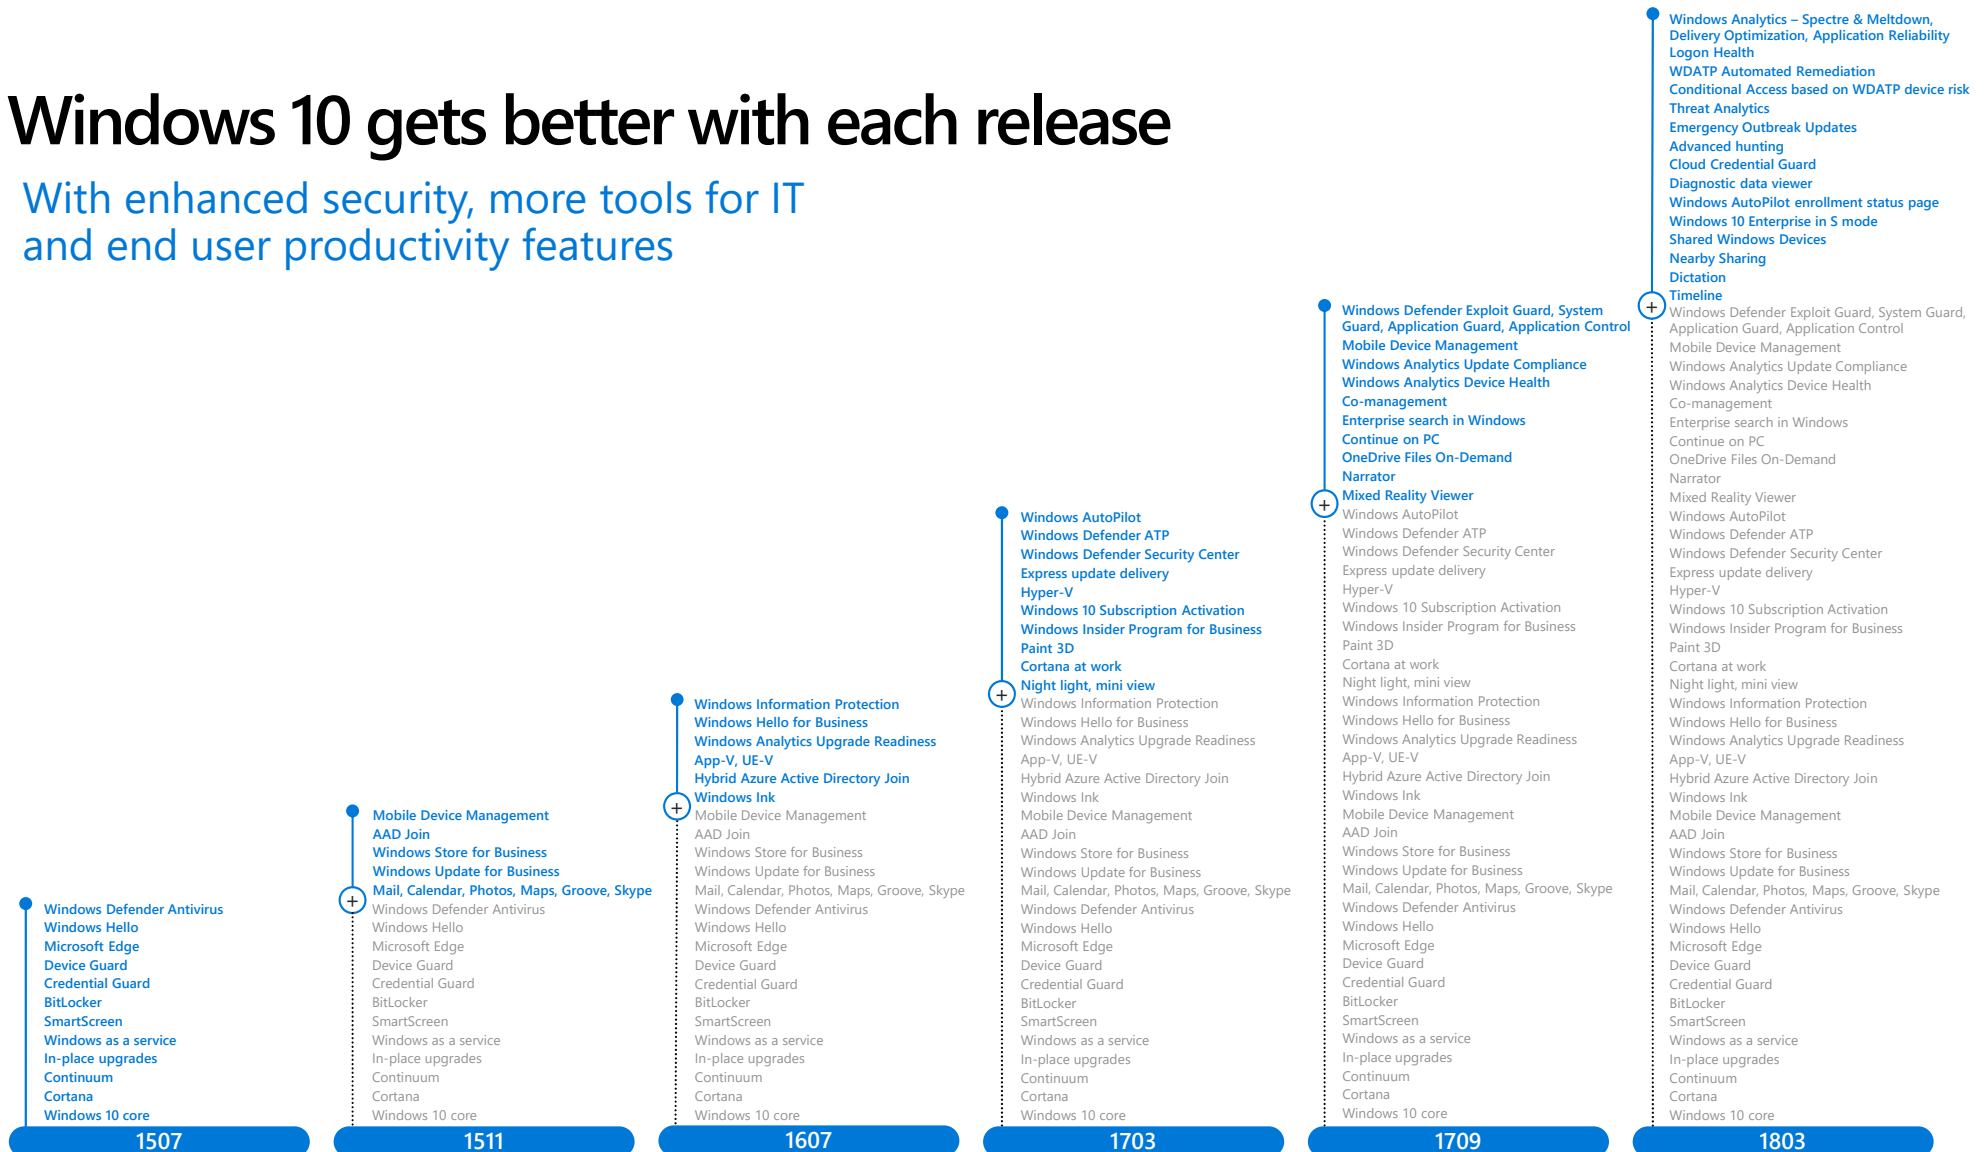 Windows 10 gets better with each release
With enhanced security, more tools for IT
and end user productivity features
Windows Defender Antivirus
Windows Hello
Microsoft Edge
Device Guard
Credential Guard
BitLocker
SmartScreen
Windows as a service
In-place upgrades
Continuum
Cortana
Windows 10 core
1507
Mobile Device Management
AAD Join
Windows Store for Business
Windows Update for Business
Mail, Calendar, Photos, Maps, Groove, Skype
+
Windows Defender Antivirus
Windows Hello
Microsoft Edge
Device Guard
Credential Guard
BitLocker
SmartScreen
Windows as a service
In-place upgrades
Continuum
Cortana
Windows 10 core
1511
Windows Information Protection
Windows Hello for Business
Windows Analytics Upgrade Readiness
App-V, UE-V
Hybrid Azure Active Directory Join
Windows Ink
+
Mobile Device Management
AAD Join
Windows Store for Business
Windows Update for Business
Mail, Calendar, Photos, Maps, Groove, Skype
Windows Defender Antivirus
Windows Hello
Microsoft Edge
Device Guard
Credential Guard
BitLocker
SmartScreen
Windows as a service
In-place upgrades
Continuum
Cortana
Windows 10 core
1607
Windows AutoPilot
Windows Defender ATP
Windows Defender Security Center
Express update delivery
Hyper-V
Windows 10 Subscription Activation
Windows Insider Program for Business
Paint 3D
Cortana at work
Night light, mini view
+
Windows Information Protection
Windows Hello for Business
Windows Analytics Upgrade Readiness
App-V, UE-V
Hybrid Azure Active Directory Join
Windows Ink
Mobile Device Management
AAD Join
Windows Store for Business
Windows Update for Business
Mail, Calendar, Photos, Maps, Groove, Skype
Windows Defender Antivirus
Windows Hello
Microsoft Edge
Device Guard
Credential Guard
BitLocker
SmartScreen
Windows as a service
In-place upgrades
Continuum
Cortana
Windows 10 core
1703
Windows Defender Exploit Guard, System
Guard, Application Guard, Application Control
Mobile Device Management
Windows Analytics Update Compliance
Windows Analytics Device Health
Co-management
Enterprise search in Windows
Continue on PC
OneDrive Files On-Demand
Narrator
Mixed Reality Viewer
+
Windows AutoPilot
Windows Defender ATP
Windows Defender Security Center
Express update delivery
Hyper-V
Windows 10 Subscription Activation
Windows Insider Program for Business
Paint 3D
Cortana at work
Night light, mini view
Windows Information Protection
Windows Hello for Business
Windows Analytics Upgrade Readiness
App-V, UE-V
Hybrid Azure Active Directory Join
Windows Ink
Mobile Device Management
AAD Join
Windows Store for Business
Windows Update for Business
Mail, Calendar, Photos, Maps, Groove, Skype
Windows Defender Antivirus
Windows Hello
Microsoft Edge
Device Guard
Credential Guard
BitLocker
SmartScreen
Windows as a service
In-place upgrades
Continuum
Cortana
Windows 10 core
1709
Windows Analytics – Spectre & Meltdown,
Delivery Optimization, Application Reliability
Logon Health
WDATP Automated Remediation
Conditional Access based on WDATP device risk
Threat Analytics
Emergency Outbreak Updates
Advanced hunting
Cloud Credential Guard
Diagnostic data viewer
Windows AutoPilot enrollment status page
Windows 10 Enterprise in S mode
Shared Windows Devices
Nearby Sharing
Dictation
Timeline
+
Windows Defender Exploit Guard, System Guard,
Application Guard, Application Control
Mobile Device Management
Windows Analytics Update Compliance
Windows Analytics Device Health
Co-management
Enterprise search in Windows
Continue on PC
OneDrive Files On-Demand
Narrator
Mixed Reality Viewer
Windows AutoPilot
Windows Defender ATP
Windows Defender Security Center
Express update delivery
Hyper-V
Windows 10 Subscription Activation
Windows Insider Program for Business
Paint 3D
Cortana at work
Night light, mini view
Windows Information Protection
Windows Hello for Business
Windows Analytics Upgrade Readiness
App-V, UE-V
Hybrid Azure Active Directory Join
Windows Ink
Mobile Device Management
AAD Join
Windows Store for Business
Windows Update for Business
Mail, Calendar, Photos, Maps, Groove, Skype
Windows Defender Antivirus
Windows Hello
Microsoft Edge
Device Guard
Credential Guard
BitLocker
SmartScreen
Windows as a service
In-place upgrades
Continuum
Cortana
Windows 10 core
1803